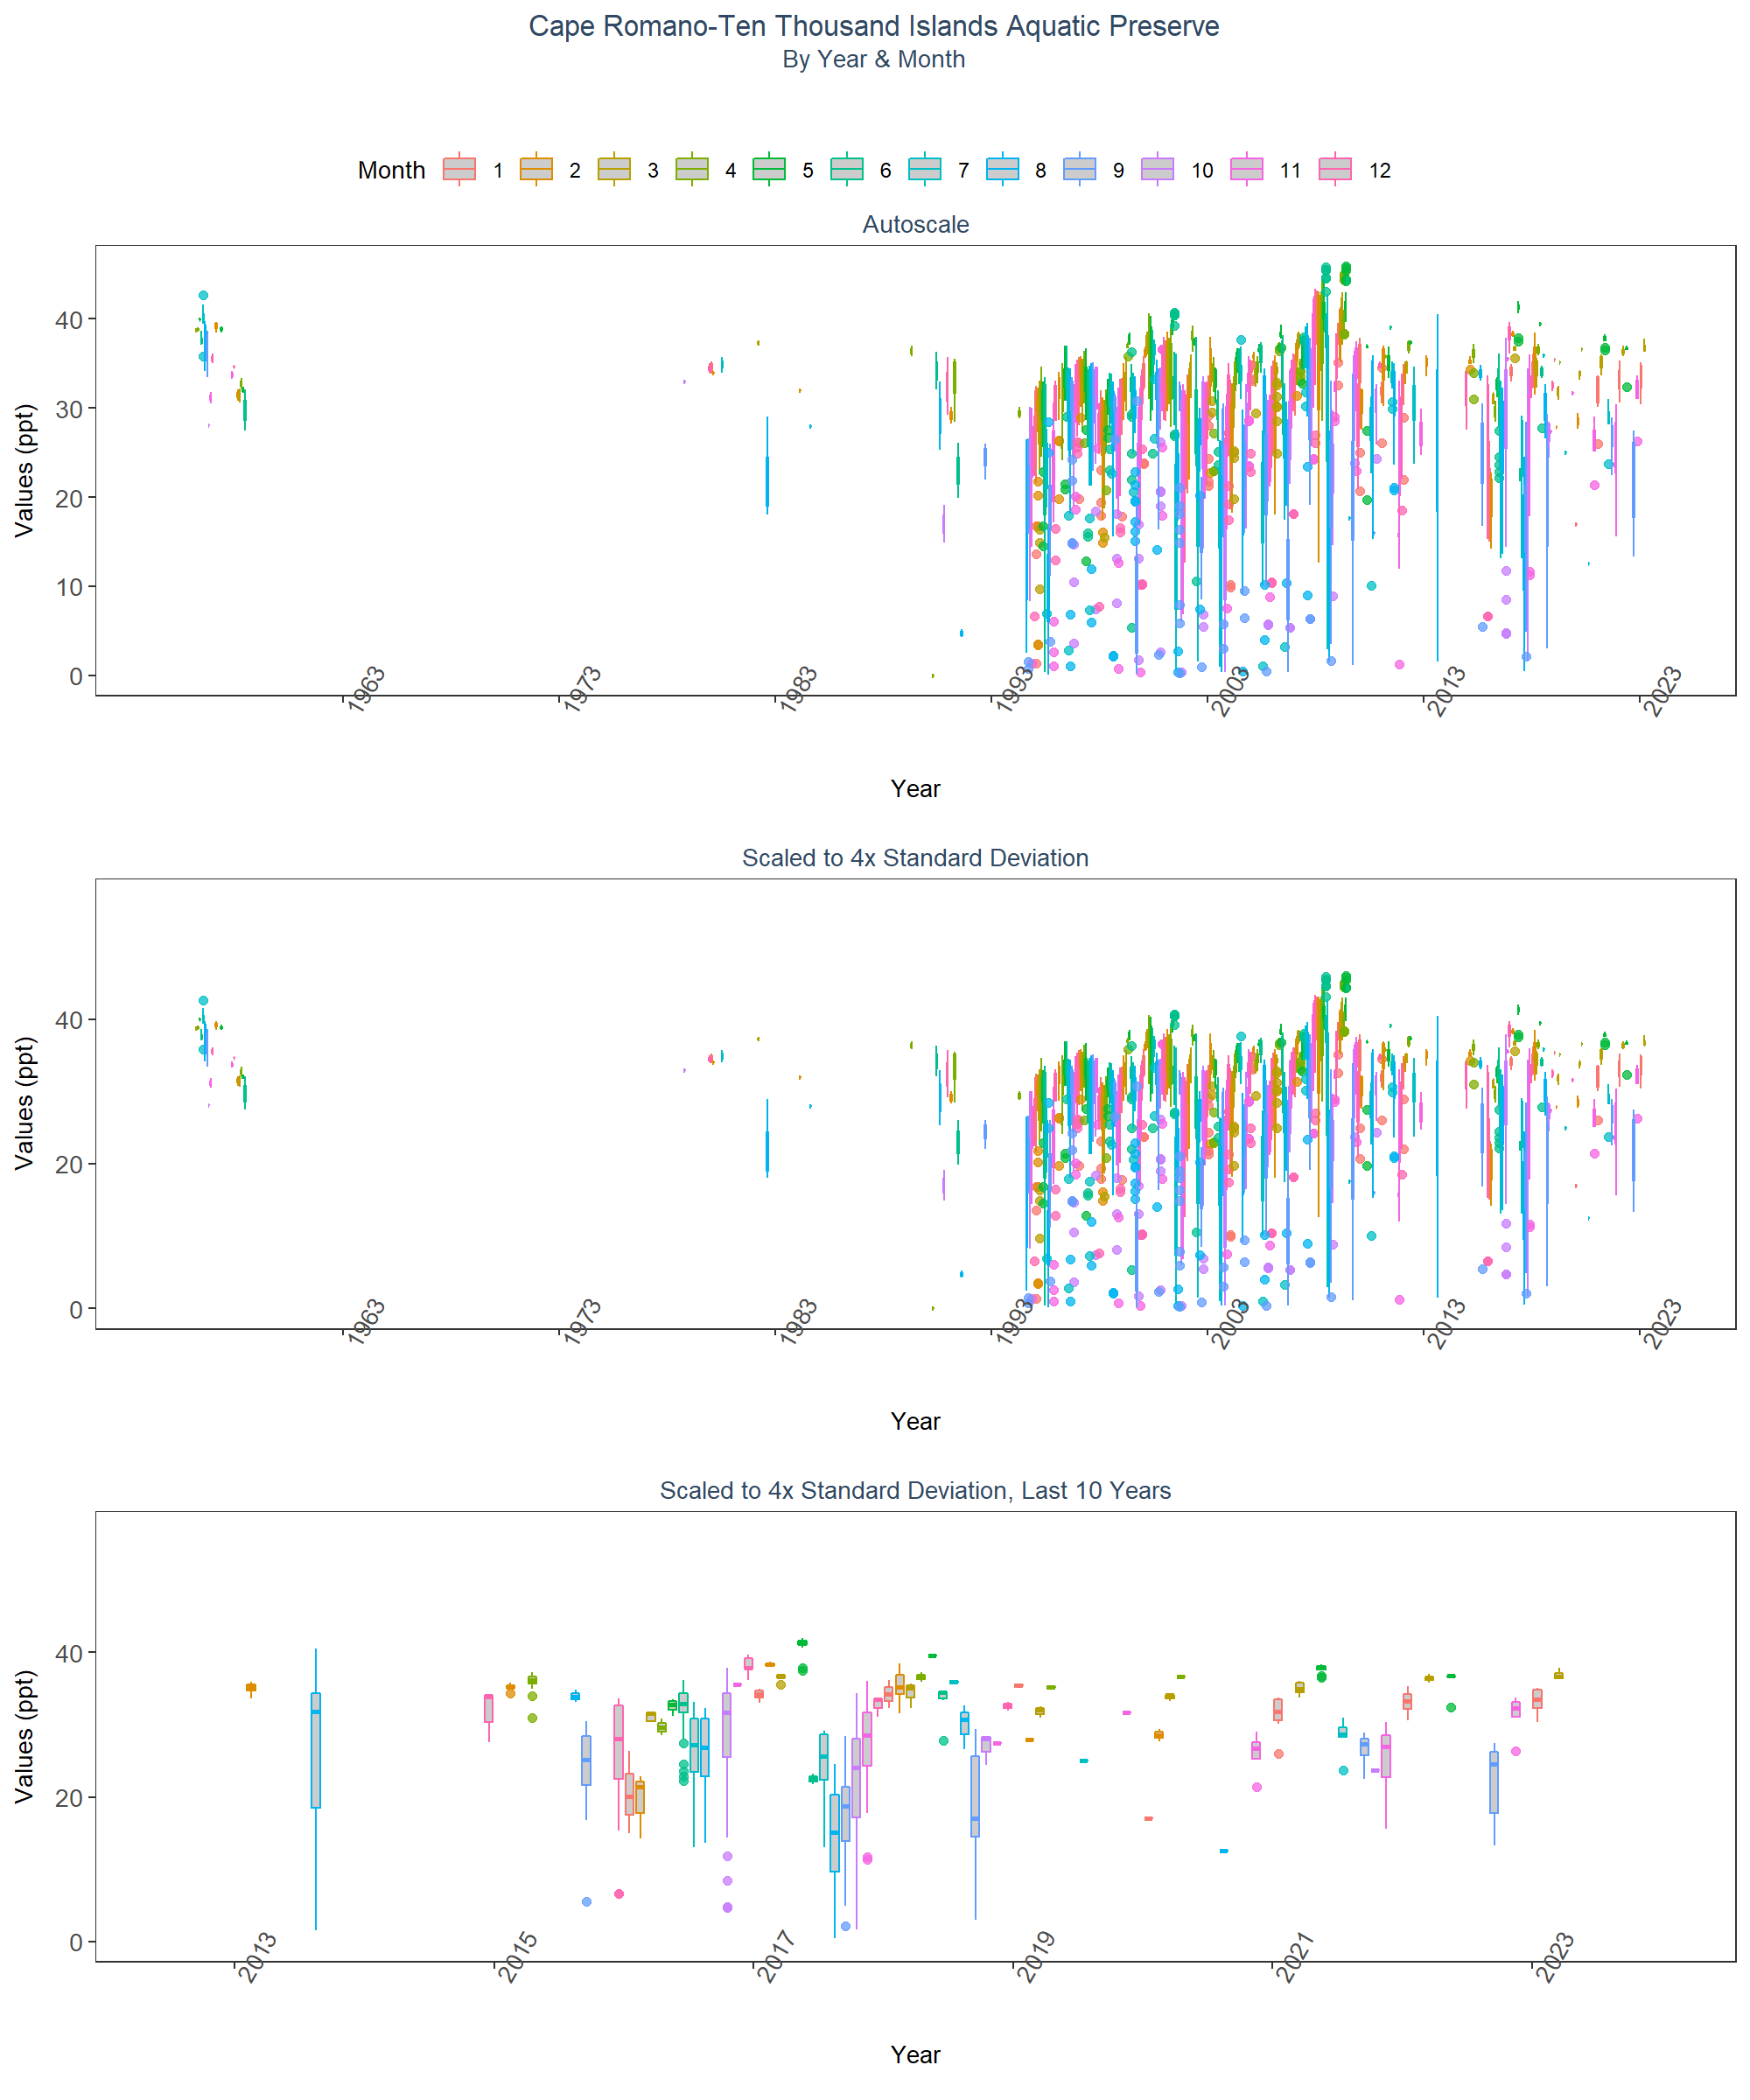 Cape Romano-Ten Thousand Islands Aquatic Preserve
By Year & Month
Month 1 2 3 4 5 6 7 8 9 10 11 12
Autoscale
Values (ppt)
40
30
20
10
0
1963 1973 1983 1993 2003 2013 2023
Year
Scaled to 4x Standard Deviation
Values (ppt)
40
20
0
1963 1973 1983 1993 2003 2013 2023
Year
Scaled to 4x Standard Deviation, Last 10 Years
Values (ppt)
40
20
0
2013 2015 2017 2019 2021 2023
Year